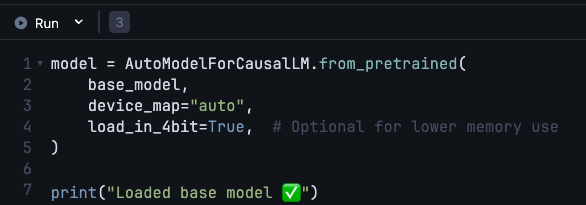 Run 3
1 model = AutoModelForCausalLM.from_pretrained(
2     base_model,
3     device_map="auto",
4     load_in_4bit=True,  # Optional for lower memory use
5 )
6
7 print("Loaded base model ✅")